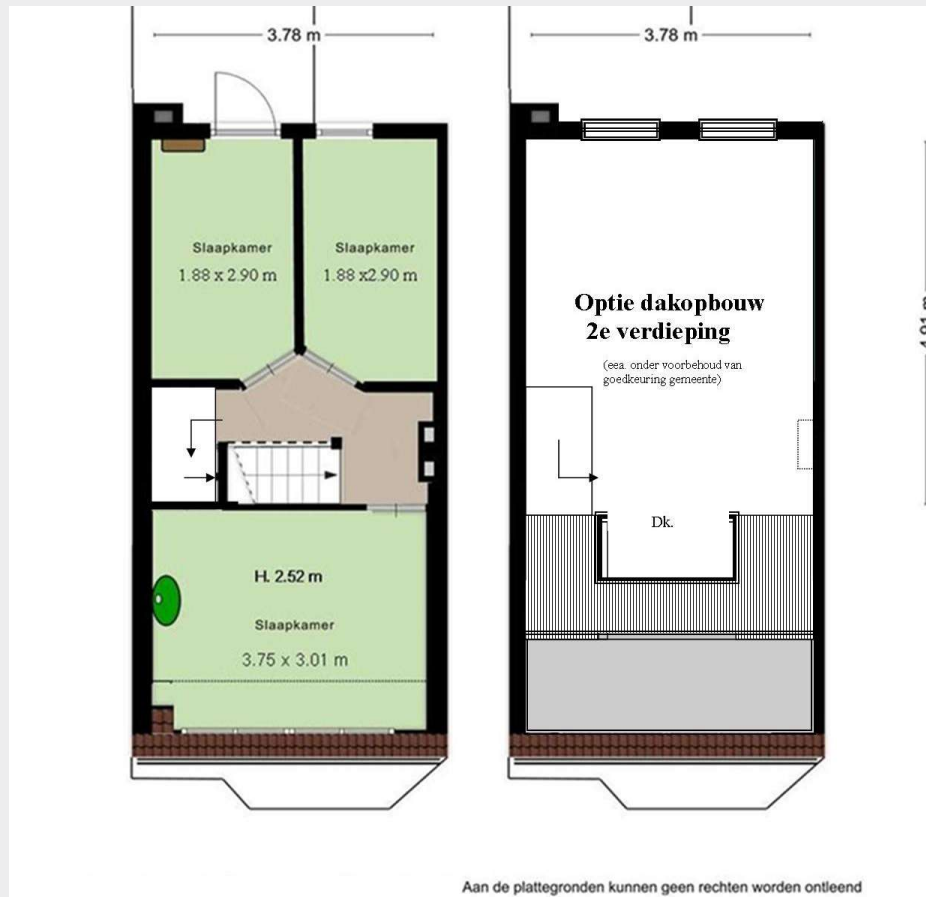 3.78 m
3.78 m
Slaapkamer
1.88 x 2.90 m
Slaapkamer
1.88 x2.90 m
Optie dakopbouw
2e verdieping
(eea. onder voorbehoud van
goedkeuring gemeente)
Dk.
H. 2.52 m
Slaapkamer
3.75 x 3.01 m
Aan de plattegronden kunnen geen rechten worden ontleend